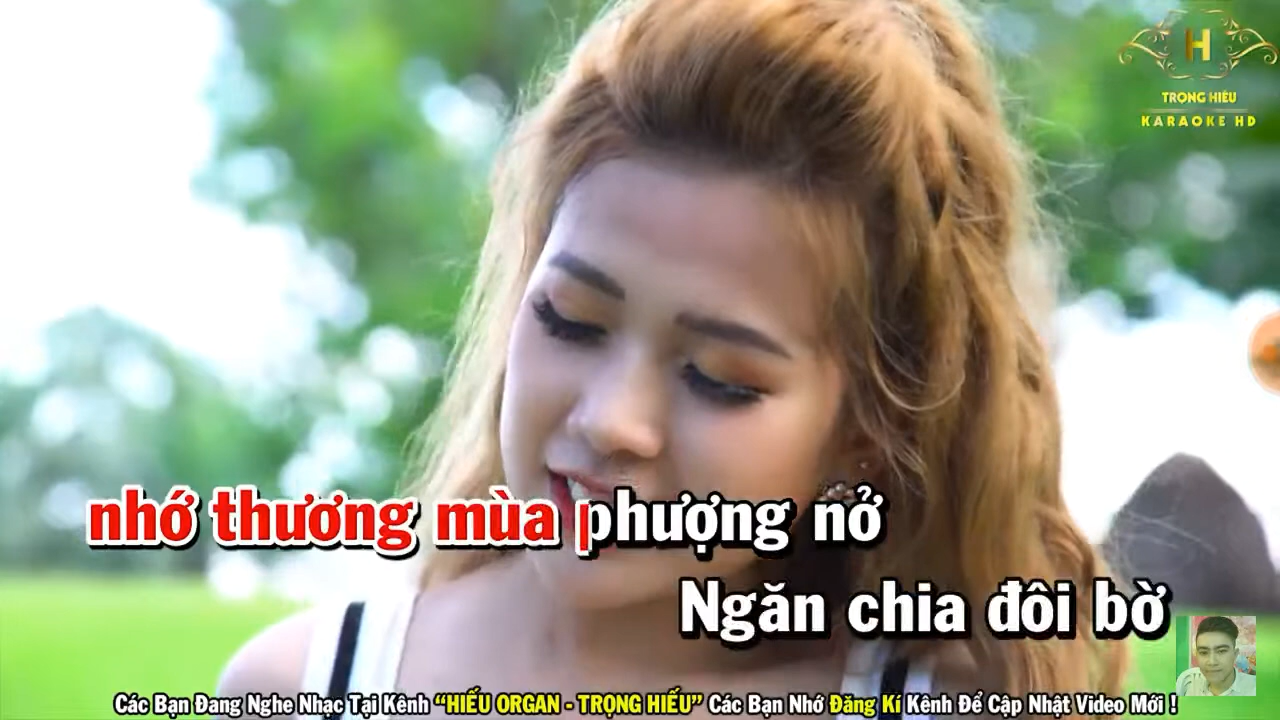 H
TRỌNG HIẾU
KARAOKE HD
nhớ thương mùa phượng nở
Ngăn chia đôi bờ
Các Bạn Đang Nghe Nhạc Tại Kênh “HIẾU ORGAN - TRỌNG HIẾU” Các Bạn Nhớ Đăng Kí Kênh Để Cập Nhật Video Mới !